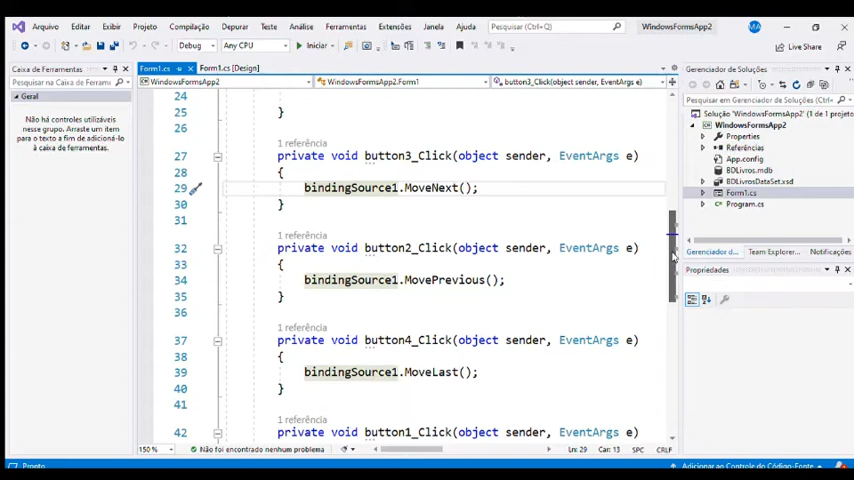 Arquivo Editar Exibir Projeto Compilação Depurar Teste Análise Ferramentas Extensões Janela Ajuda Pesquisar (Ctrl+Q) WindowsFormsApp2 MA
Debug Any CPU Iniciar Live Share
Caixa de Ferramentas
Pesquisar na Caixa de Ferramentas
Geral
Não há controles utilizáveis
nesse grupo. Arraste um item
para o texto a fim de adicioná-lo
à caixa de ferramentas.
Form1.cs Form1.cs [Design]
WindowsFormsApp2 WindowsFormsApp2.Form1 button3_Click(object sender, EventArgs e)
24
25 }
26
1 referência
27 private void button3_Click(object sender, EventArgs e)
28 {
29 bindingSource1.MoveNext();
30 }
31
1 referência
32 private void button2_Click(object sender, EventArgs e)
33 {
34 bindingSource1.MovePrevious();
35 }
36
1 referência
37 private void button4_Click(object sender, EventArgs e)
38 {
39 bindingSource1.MoveLast();
40 }
41
1 referência
42 private void button1_Click(object sender, EventArgs e)
150 % Não foi encontrado nenhum problema Ln: 29 Car: 13 SPC CRLF
Gerenciador de Soluções
Pesquisar em Gerenciador de Soluções (Ctrl+
Solução 'WindowsFormsApp2' (1 de 1 projeto
WindowsFormsApp2
Properties
Referências
App.config
BDLivros.mdb
BDLivrosDataSet.xsd
Form1.cs
Program.cs
Gerenciador d... Team Explorer... Notificações
Propriedades
Pronto Adicionar ao Controle do Código-Fonte